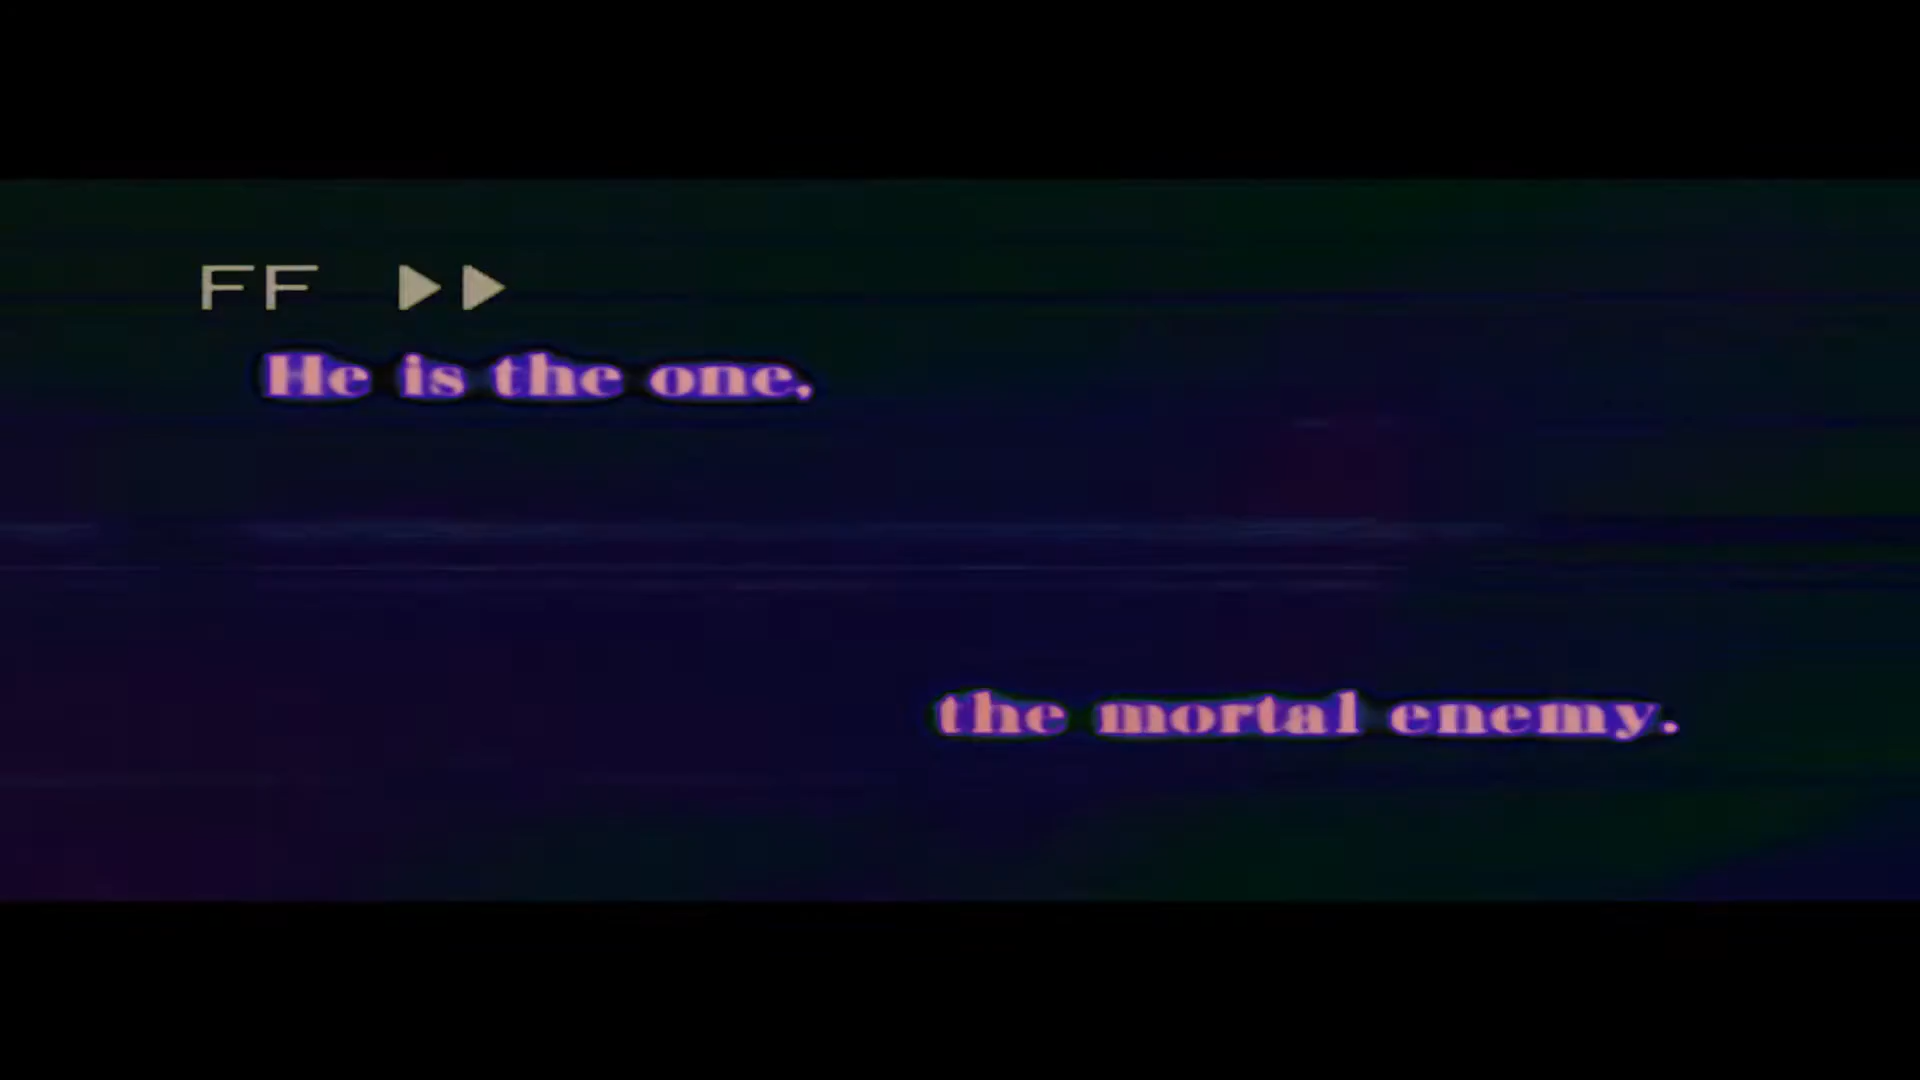 FF ▶▶
He is the one,
the mortal enemy.